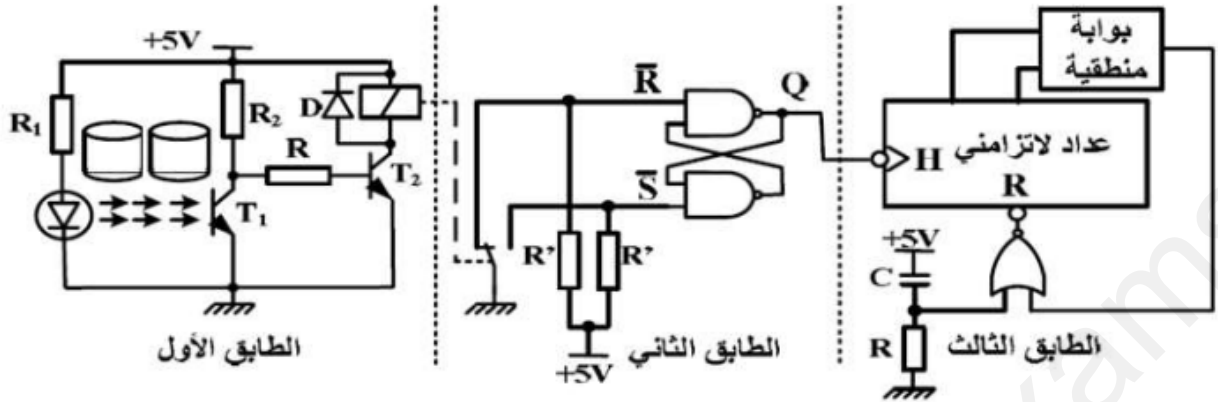 +5V
R₁
R₂
D
R
T₁
T₂
الطابق الأول
R̅
S̅
Q
R’
R’
+5V
الطابق الثاني
بوابة
منطقية
عداد لاتزامني
H
R
+5V
C
R
الطابق الثالث